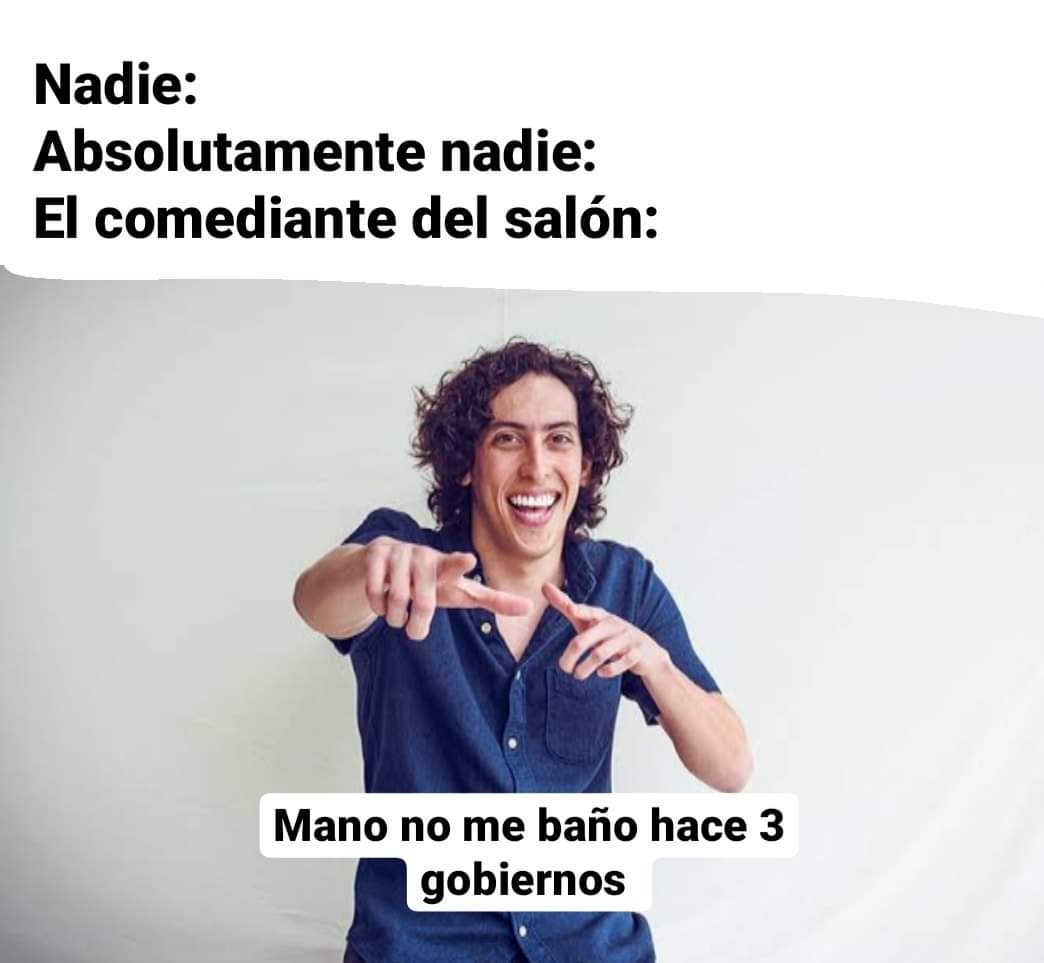 Nadie:
Absolutamente nadie:
El comediante del salón:
Mano no me baño hace 3
gobiernos